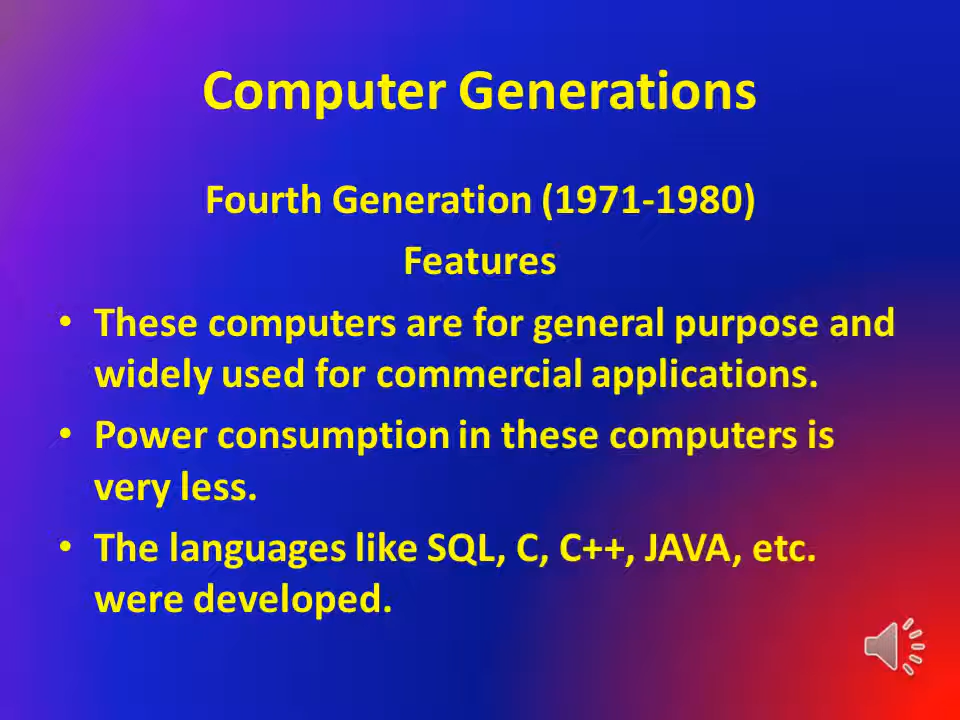 Computer Generations
Fourth Generation (1971-1980)
Features
• These computers are for general purpose and
widely used for commercial applications.
• Power consumption in these computers is
very less.
• The languages like SQL, C, C++, JAVA, etc.
were developed.